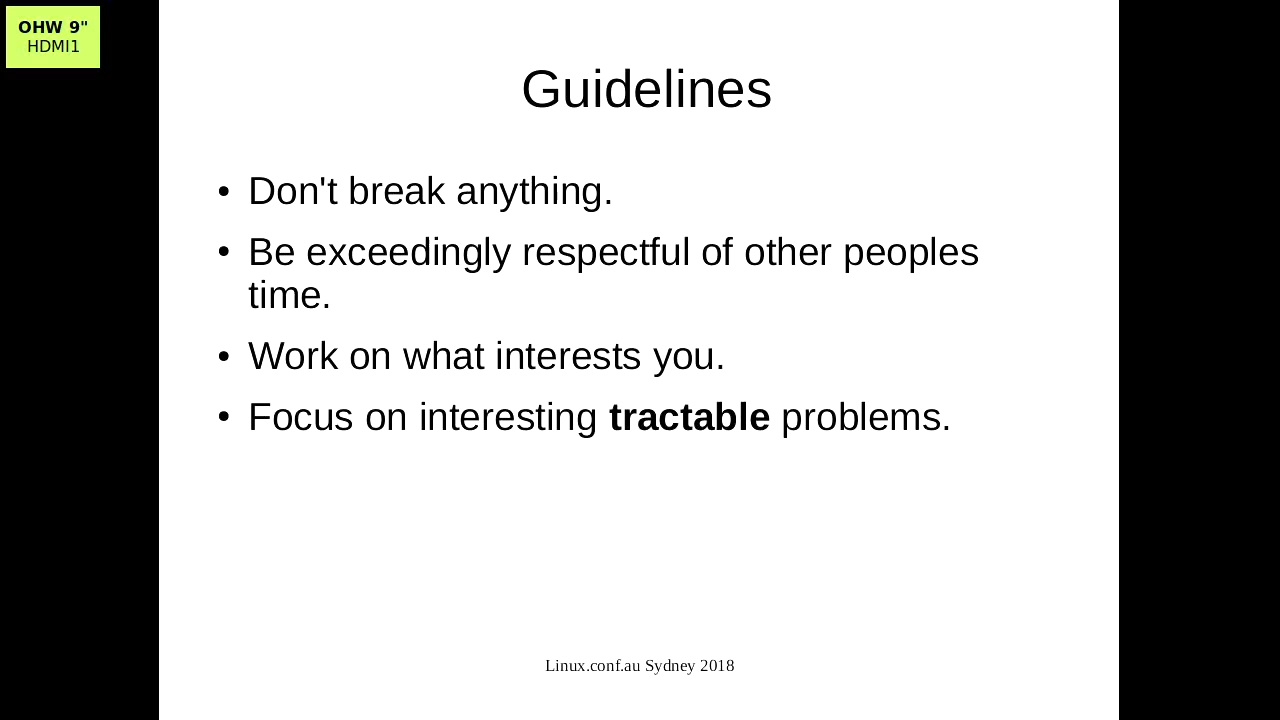 OHW 9"
HDMI1
Guidelines
• Don't break anything.
• Be exceedingly respectful of other peoples
time.
• Work on what interests you.
• Focus on interesting tractable problems.
Linux.conf.au Sydney 2018